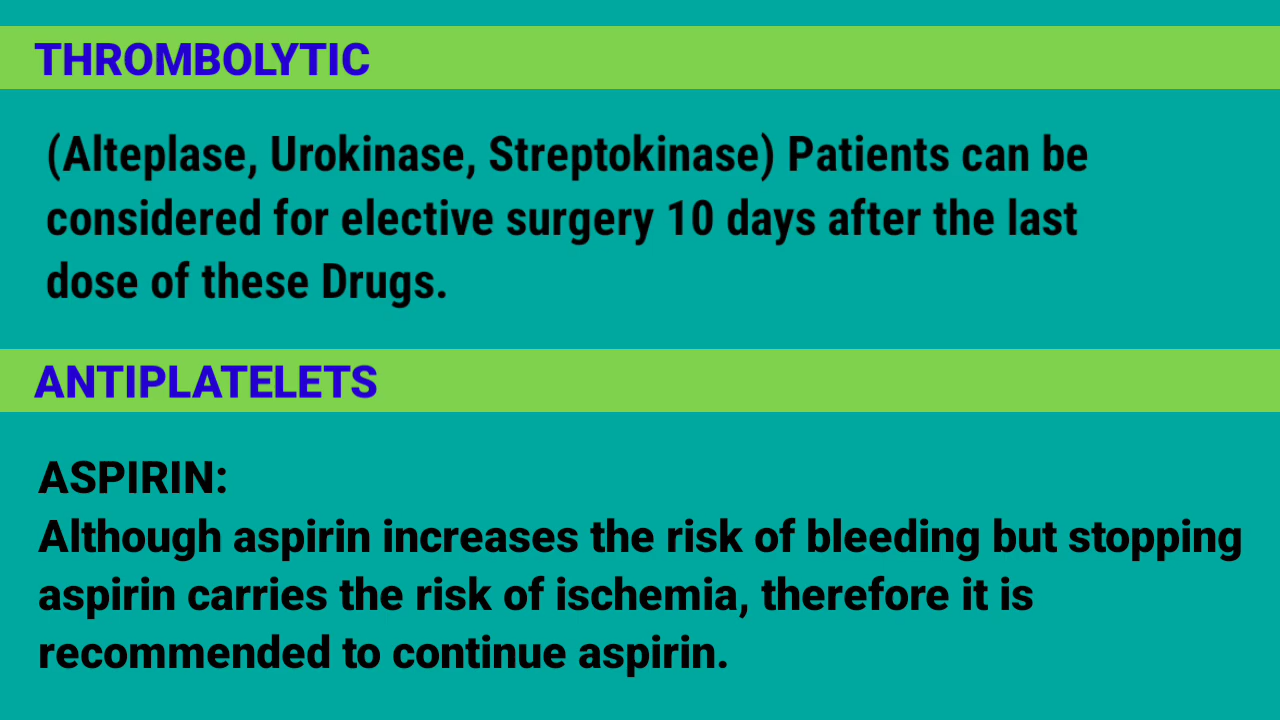 THROMBOLYTIC
(Alteplase, Urokinase, Streptokinase) Patients can be
considered for elective surgery 10 days after the last
dose of these Drugs.
ANTIPLATELETS
ASPIRIN:
Although aspirin increases the risk of bleeding but stopping
aspirin carries the risk of ischemia, therefore it is
recommended to continue aspirin.